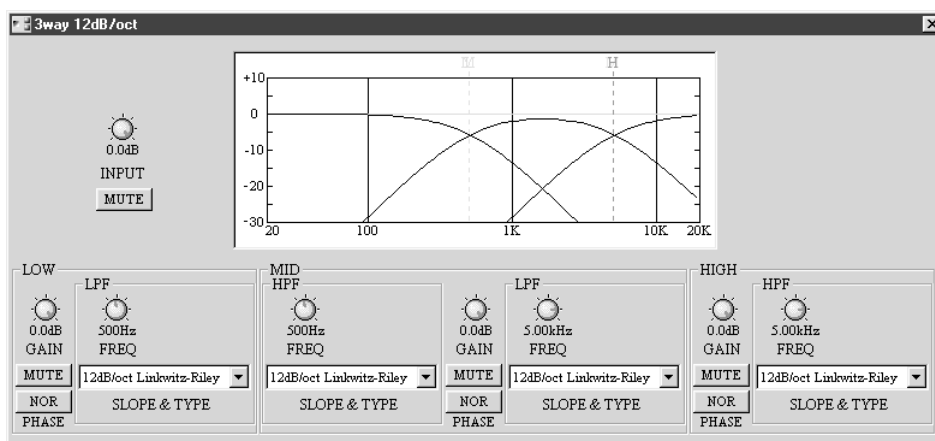 3way 12dB/oct
M H
+10
0
-10
-20
-30
20 100 1K 10K 20K
0.0dB
INPUT
MUTE
LOW
LPF
0.0dB 500Hz
GAIN FREQ
MUTE 12dB/oct Linkwitz-Riley
NOR SLOPE & TYPE
PHASE
MID
HPF
500Hz
FREQ
12dB/oct Linkwitz-Riley
SLOPE & TYPE
LPF
0.0dB 5.00kHz
GAIN FREQ
MUTE 12dB/oct Linkwitz-Riley
NOR SLOPE & TYPE
PHASE
HIGH
HPF
0.0dB 5.00kHz
GAIN FREQ
MUTE 12dB/oct Linkwitz-Riley
NOR SLOPE & TYPE
PHASE